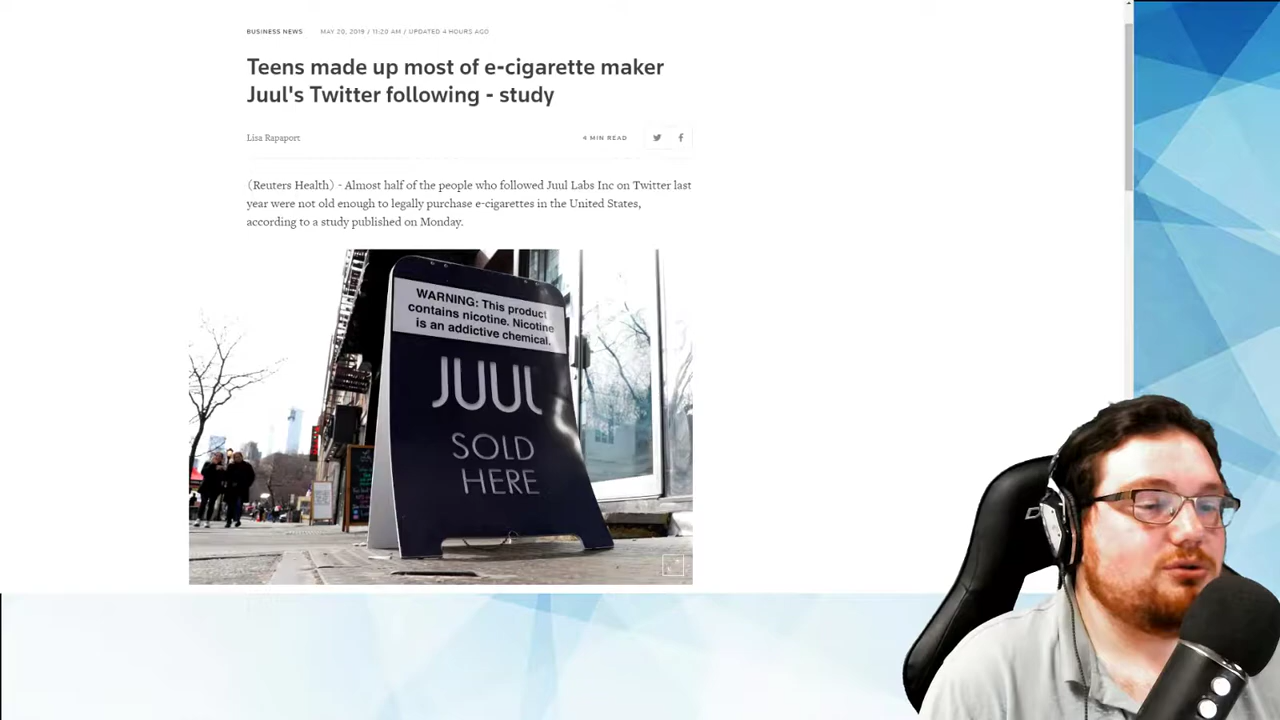 BUSINESS NEWS MAY 20, 2019 / 11:20 AM / UPDATED 4 HOURS AGO
Teens made up most of e-cigarette maker
Juul's Twitter following - study
Lisa Rapaport
4 MIN READ
(Reuters Health) - Almost half of the people who followed Juul Labs Inc on Twitter last
year were not old enough to legally purchase e-cigarettes in the United States,
according to a study published on Monday.
WARNING: This product
contains nicotine. Nicotine
is an addictive chemical.
JUUL
SOLD
HERE